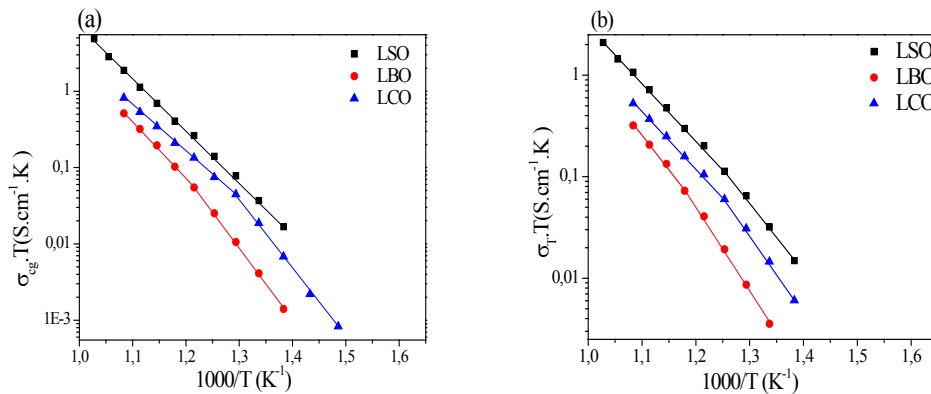 (a)
LSO
LBO
LCO
σcg.T(S.cm-1.K)
1
0,1
0,01
1E-3
1,0 1,1 1,2 1,3 1,4 1,5 1,6
1000/T (K-1)
(b)
LSO
LBO
LCO
σT.T(S.cm-1.K)
1
0,1
0,01
1,0 1,1 1,2 1,3 1,4 1,5 1,6
1000/T (K-1)